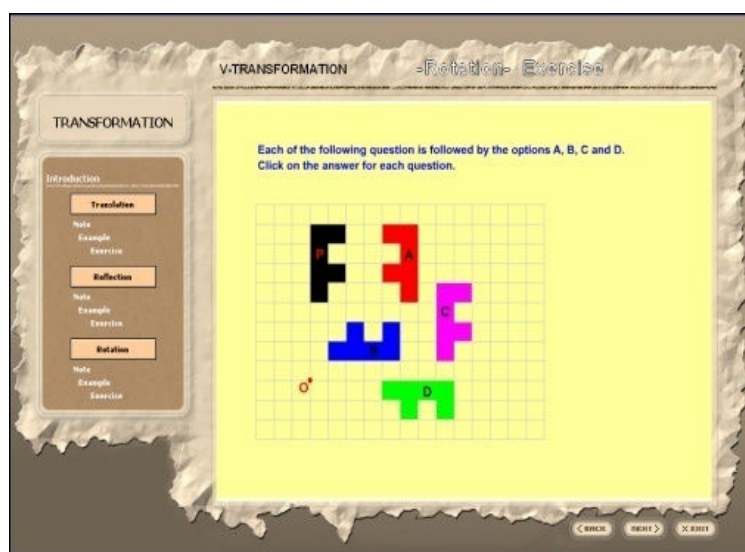 V-TRANSFORMATION
-Rotation- Exercise
TRANSFORMATION
Introduction
Translation
Note
Example
Exercise
Reflection
Note
Example
Exercise
Rotation
Note
Example
Exercise
Each of the following question is followed by the options A, B, C and D.
Click on the answer for each question.
P
A
C
B
O
D
< BACK
NEXT >
X EXIT